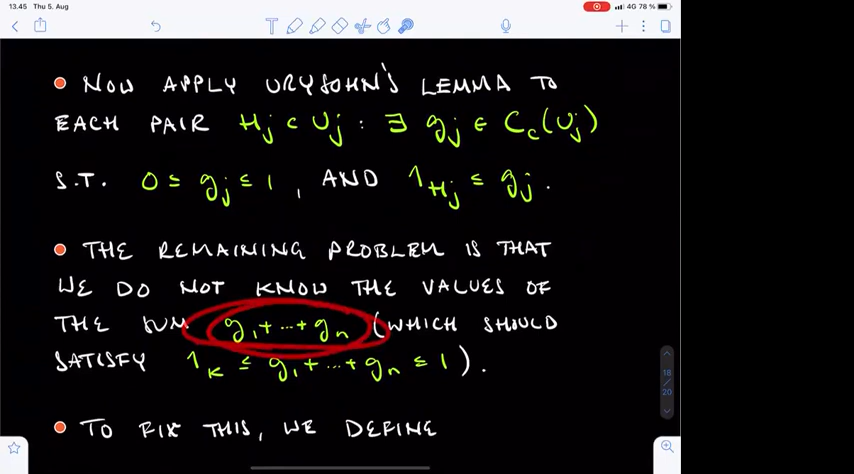 13.45 Thu 5. Aug
4G 78 %
NOW APPLY URYSOHN'S LEMMA TO
EACH PAIR Hj ⊂ Uj : ∃ gj ∈ Cc(Uj)
S.T. 0 ≤ gj ≤ 1, AND 1Hj ≤ gj.
THE REMAINING PROBLEM IS THAT
WE DO NOT KNOW THE VALUES OF
THE SUM g1+...+gn (WHICH SHOULD
SATISFY 1K ≤ g1+...+gn ≤ 1).
TO FIX THIS, WE DEFINE
18
/
20